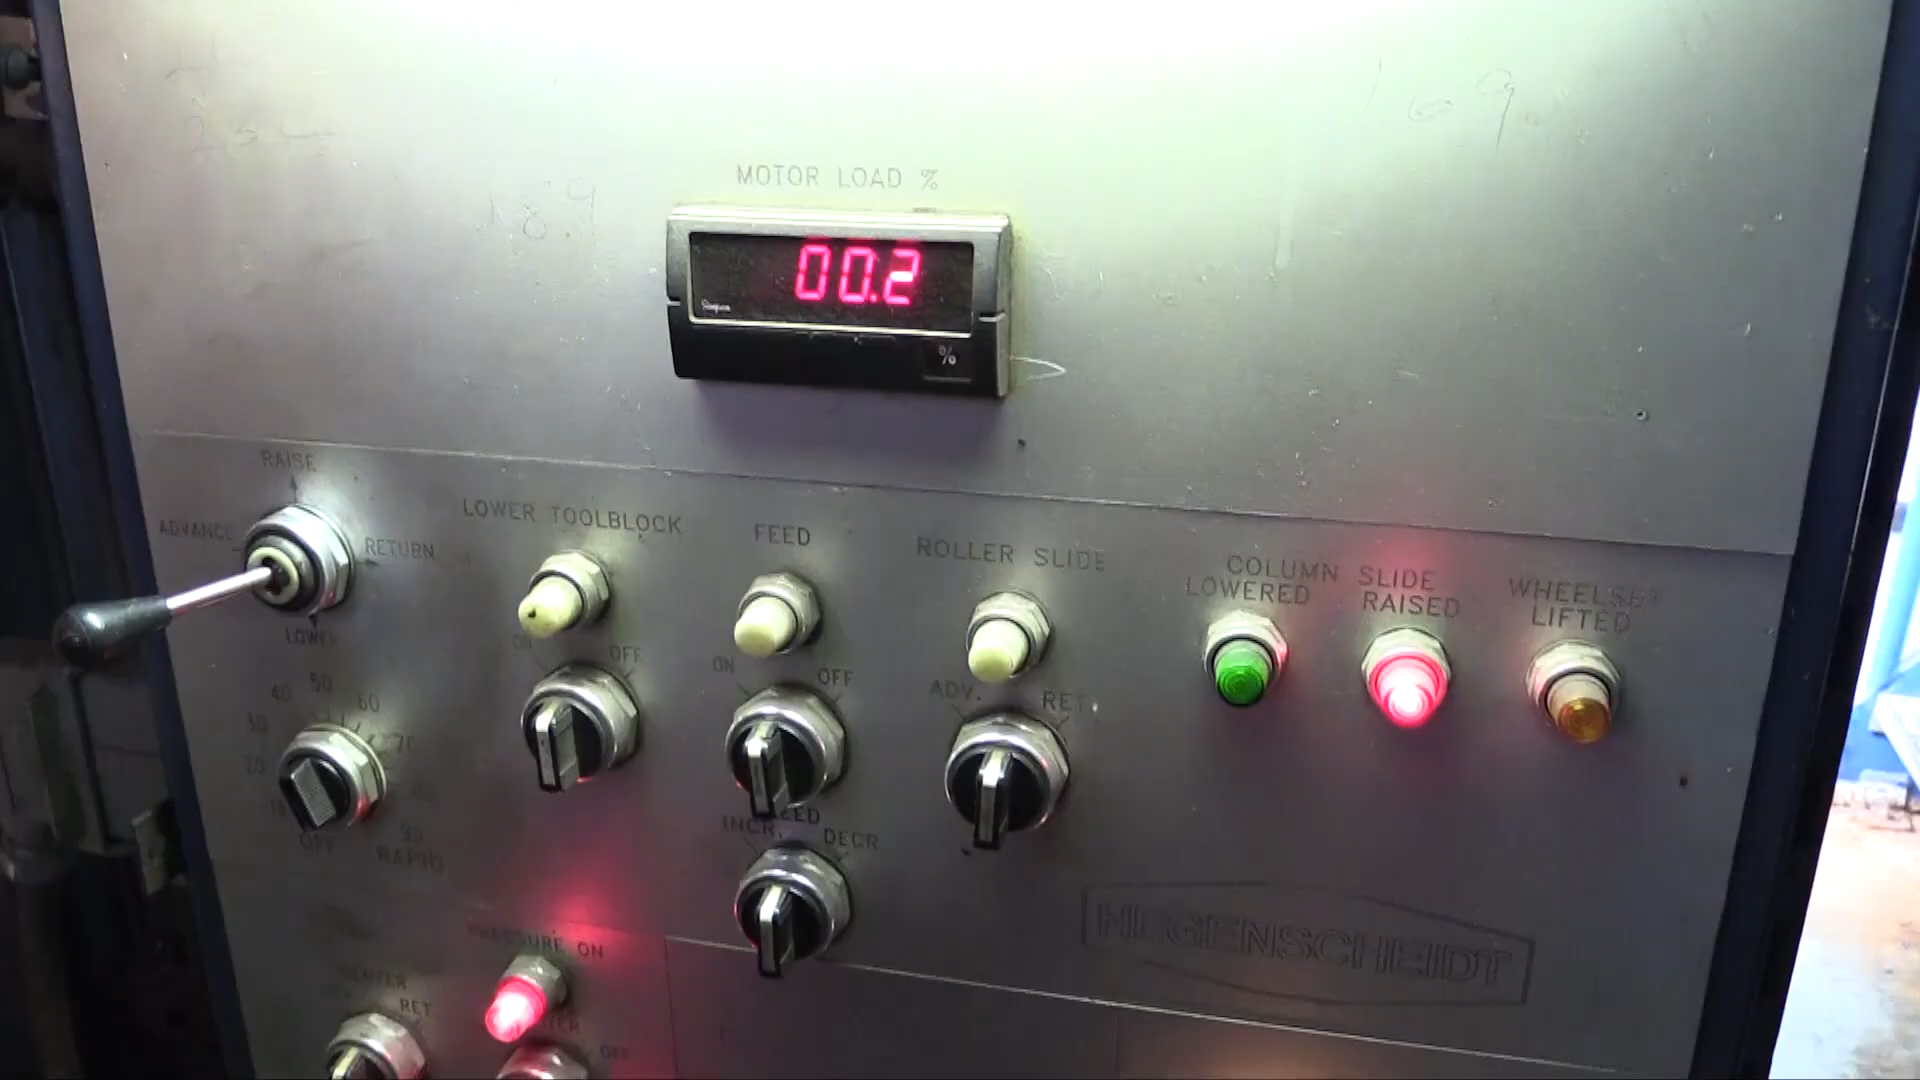 MOTOR LOAD %
00.2
Simpson
%
RAISE
ADVANCE
RETURN
LOWER
LOWER TOOLBLOCK
ON
OFF
FEED
ON
OFF
ROLLER SLIDE
ADV.
RET.
COLUMN SLIDE
LOWERED
RAISED
WHEELSET
LIFTED
50
40
60
30
70
20
10
90
OFF
RAPID
INCR.
DECR
HEGENSCHEIDT
PRESSURE ON
RET
OFF